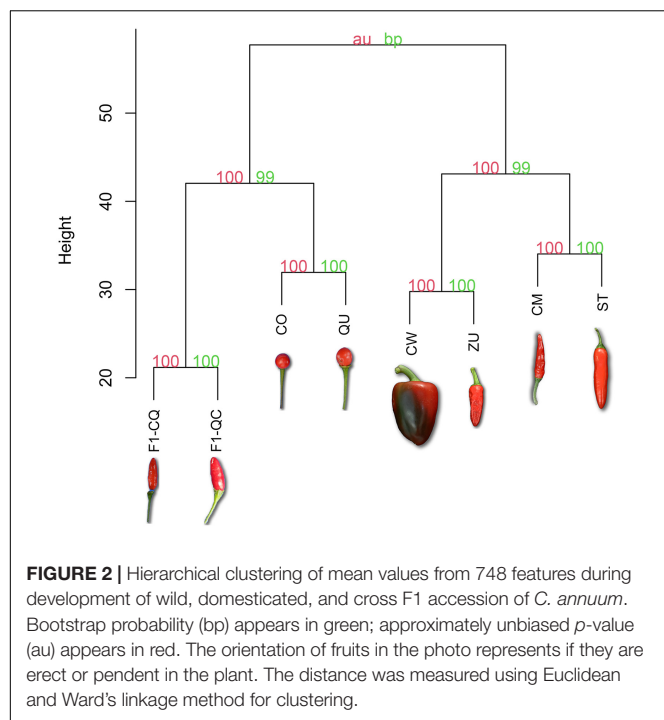 au bp
50
100 99
100 99
40
Height
100 100
100 100
30
100 100
CO
QU
CW
ZU
CM
ST
20
100 100
F1-CQ
F1-QC
FIGURE 2 | Hierarchical clustering of mean values from 748 features during
development of wild, domesticated, and cross F1 accession of C. annuum.
Bootstrap probability (bp) appears in green; approximately unbiased p-value
(au) appears in red. The orientation of fruits in the photo represents if they are
erect or pendent in the plant. The distance was measured using Euclidean
and Ward's linkage method for clustering.